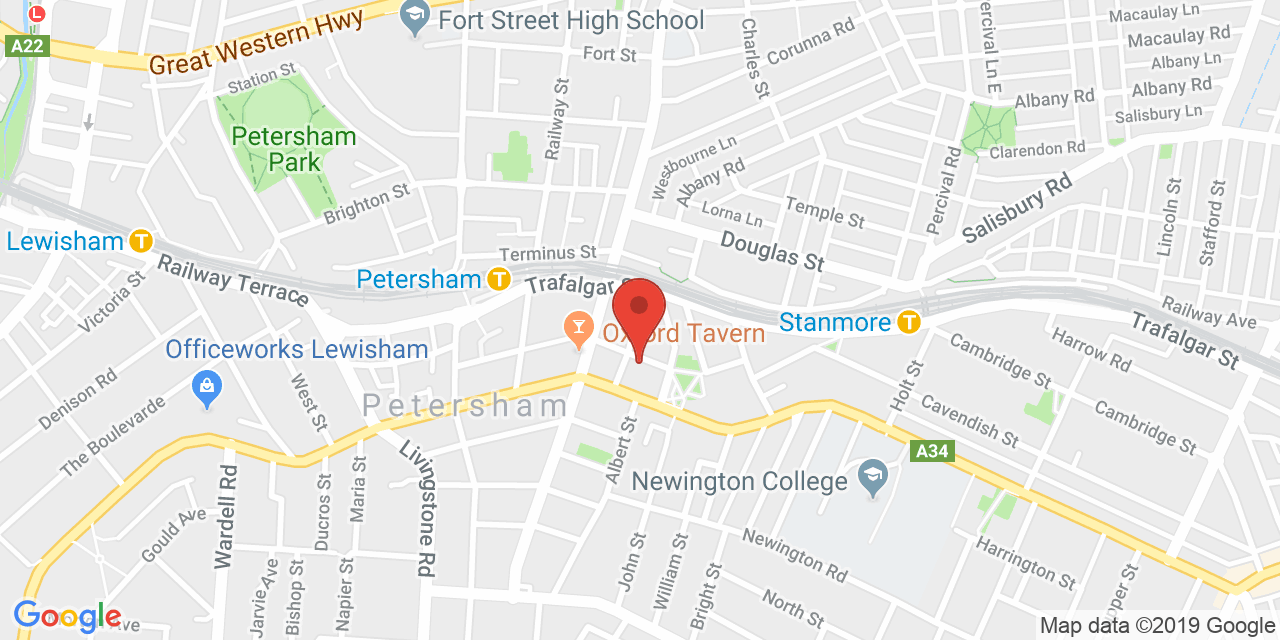 L
A22
Great Western Hwy
Fort Street High School
Fort St
Station St
Petersham
Park
Brighton St
Railway St
Charles St
Corunna Rd
Percival Ln E
Macaulay Ln
Macaulay Rd
Albany Ln
Albany Rd
Albany Rd
Salisbury Ln
Clarendon Rd
Westbourne Ln
Albany Rd
Lorna Ln
Temple St
Percival Rd
Salisbury Rd
Lincoln St
Stafford St
Douglas St
Lewisham T
Railway Terrace
Victoria St
Terminus St
Petersham T
Trafalgar S
Oxford Tavern
Stanmore T
Railway Ave
Trafalgar St
Harrow Rd
Cambridge St
Cambridge St
Cavendish St
Holt St
Officeworks Lewisham
Denison Rd
The Boulevarde
West St
Petersham
Albert St
A34
Newington College
Livingstone Rd
Wardell Rd
Ducros St
Maria St
Gould Ave
Jarvie Ave
Bishop St
Napier St
John St
William St
Bright St
Newington Rd
North St
Harrington St
oper St
Ave
Google
Map data ©2019 Google